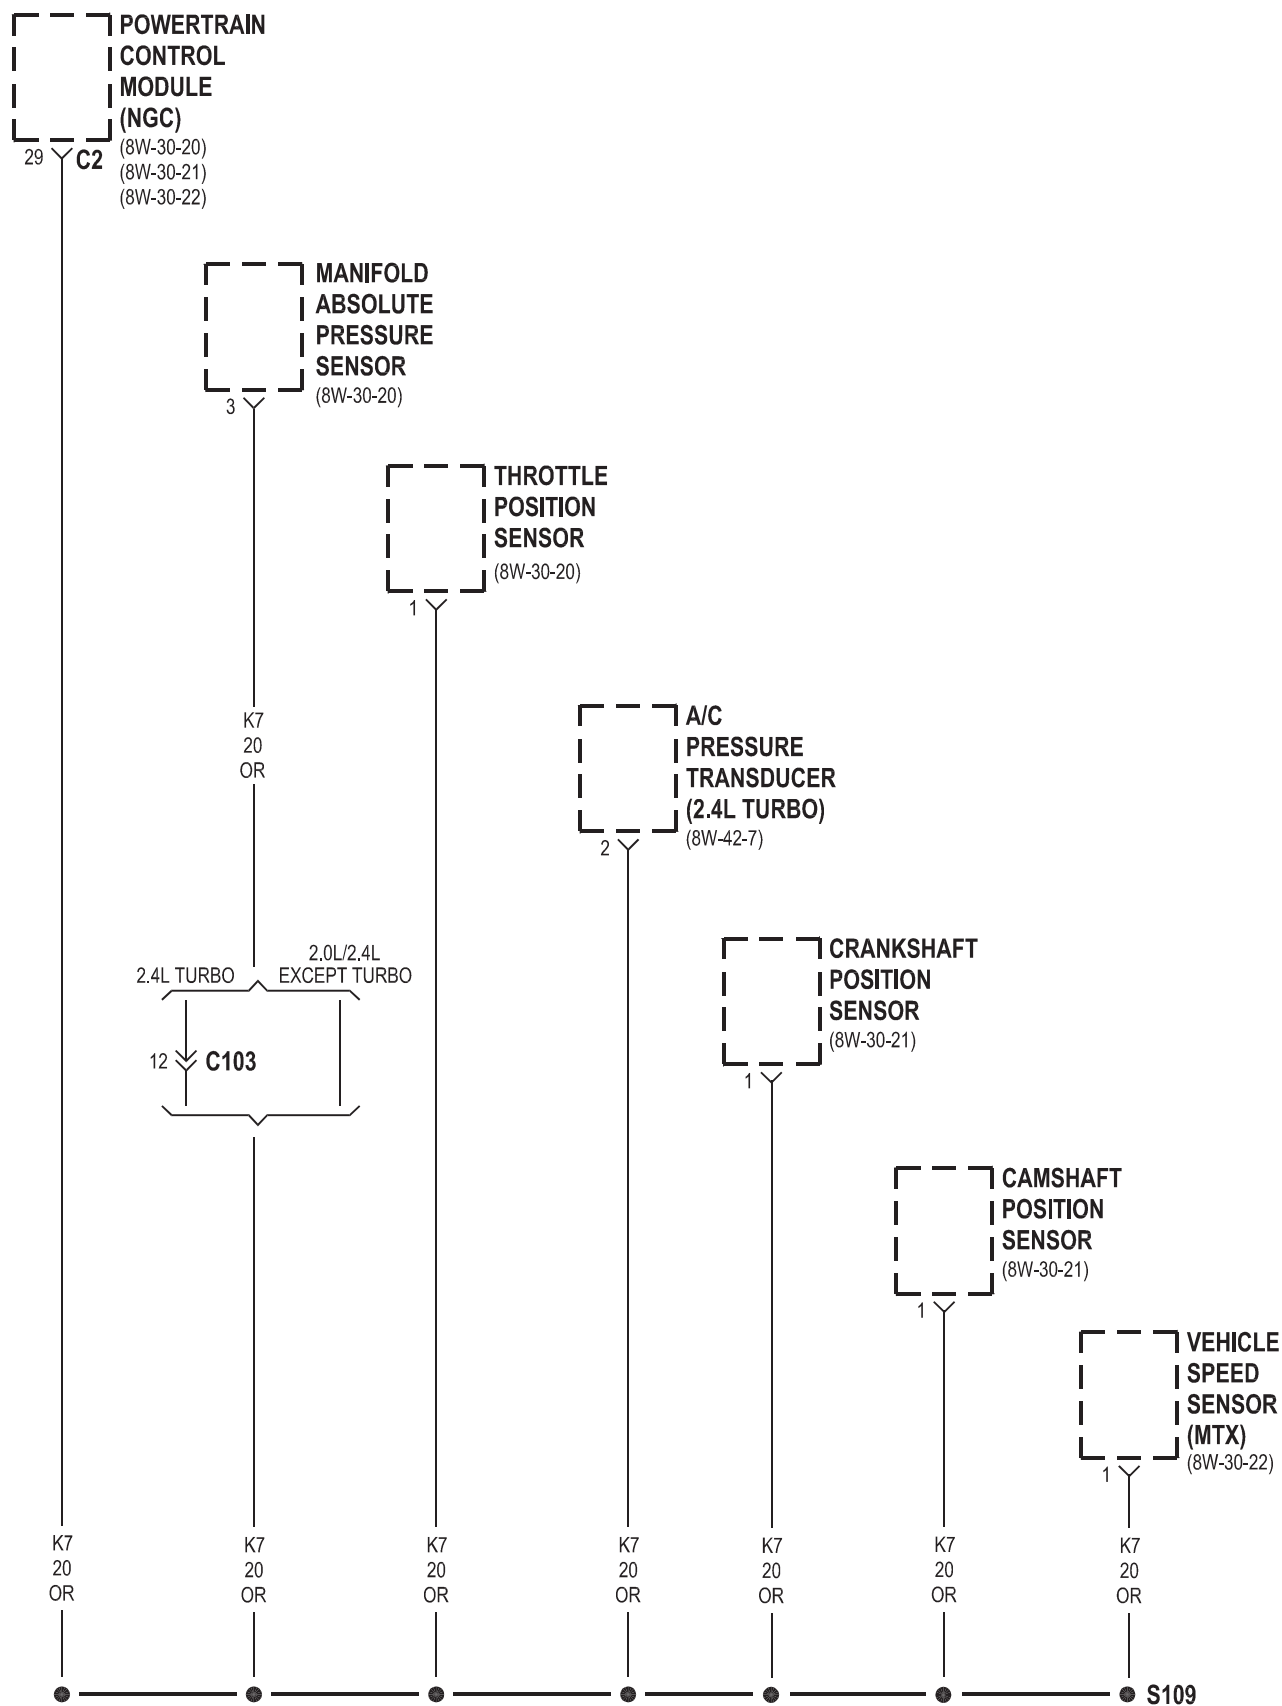 POWERTRAIN
CONTROL
MODULE
(NGC)
(8W-30-20)
(8W-30-21)
(8W-30-22)
29 C2
MANIFOLD
ABSOLUTE
PRESSURE
SENSOR
(8W-30-20)
3
THROTTLE
POSITION
SENSOR
(8W-30-20)
1
K7
20
OR
A/C
PRESSURE
TRANSDUCER
(2.4L TURBO)
(8W-42-7)
2
2.4L TURBO
2.0L/2.4L
EXCEPT TURBO
12 C103
CRANKSHAFT
POSITION
SENSOR
(8W-30-21)
1
CAMSHAFT
POSITION
SENSOR
(8W-30-21)
1
VEHICLE
SPEED
SENSOR
(MTX)
(8W-30-22)
1
K7
20
OR
K7
20
OR
K7
20
OR
K7
20
OR
K7
20
OR
K7
20
OR
K7
20
OR
S109